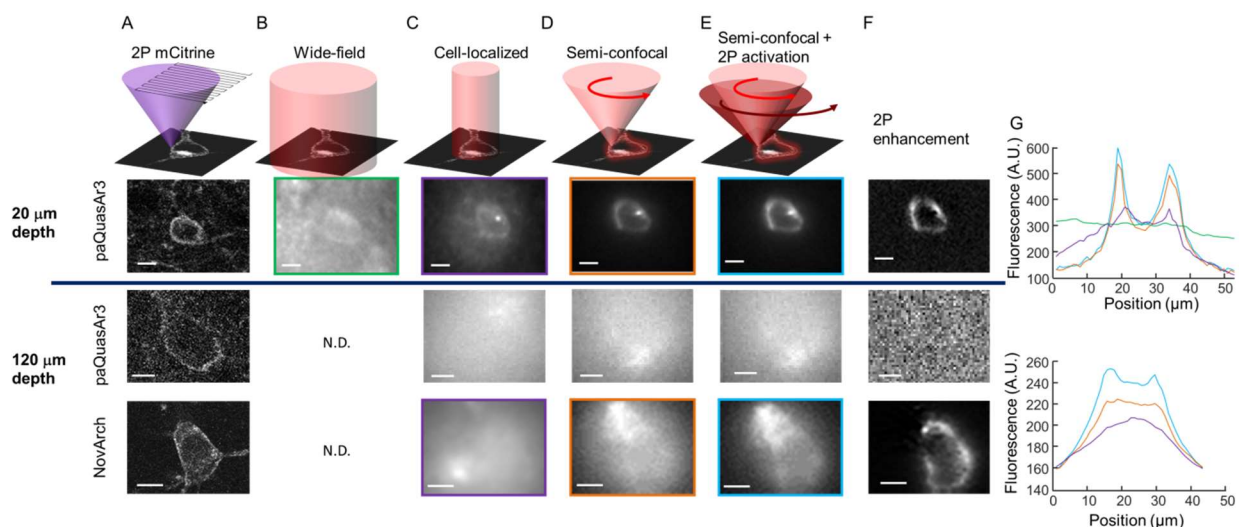 A
B
C
D
E
F
2P mCitrine
Wide-field
Cell-localized
Semi-confocal
Semi-confocal +
2P activation
2P
enhancement
G
20 μm
depth
paQuasAr3
Fluorescence (A.U.)
600
500
400
300
200
100
0 10 20 30 40 50
Position (μm)
120 μm
depth
paQuasAr3
N.D.
NovArch
N.D.
Fluorescence (A.U.)
260
240
220
200
180
160
140
0 10 20 30 40 50
Position (μm)